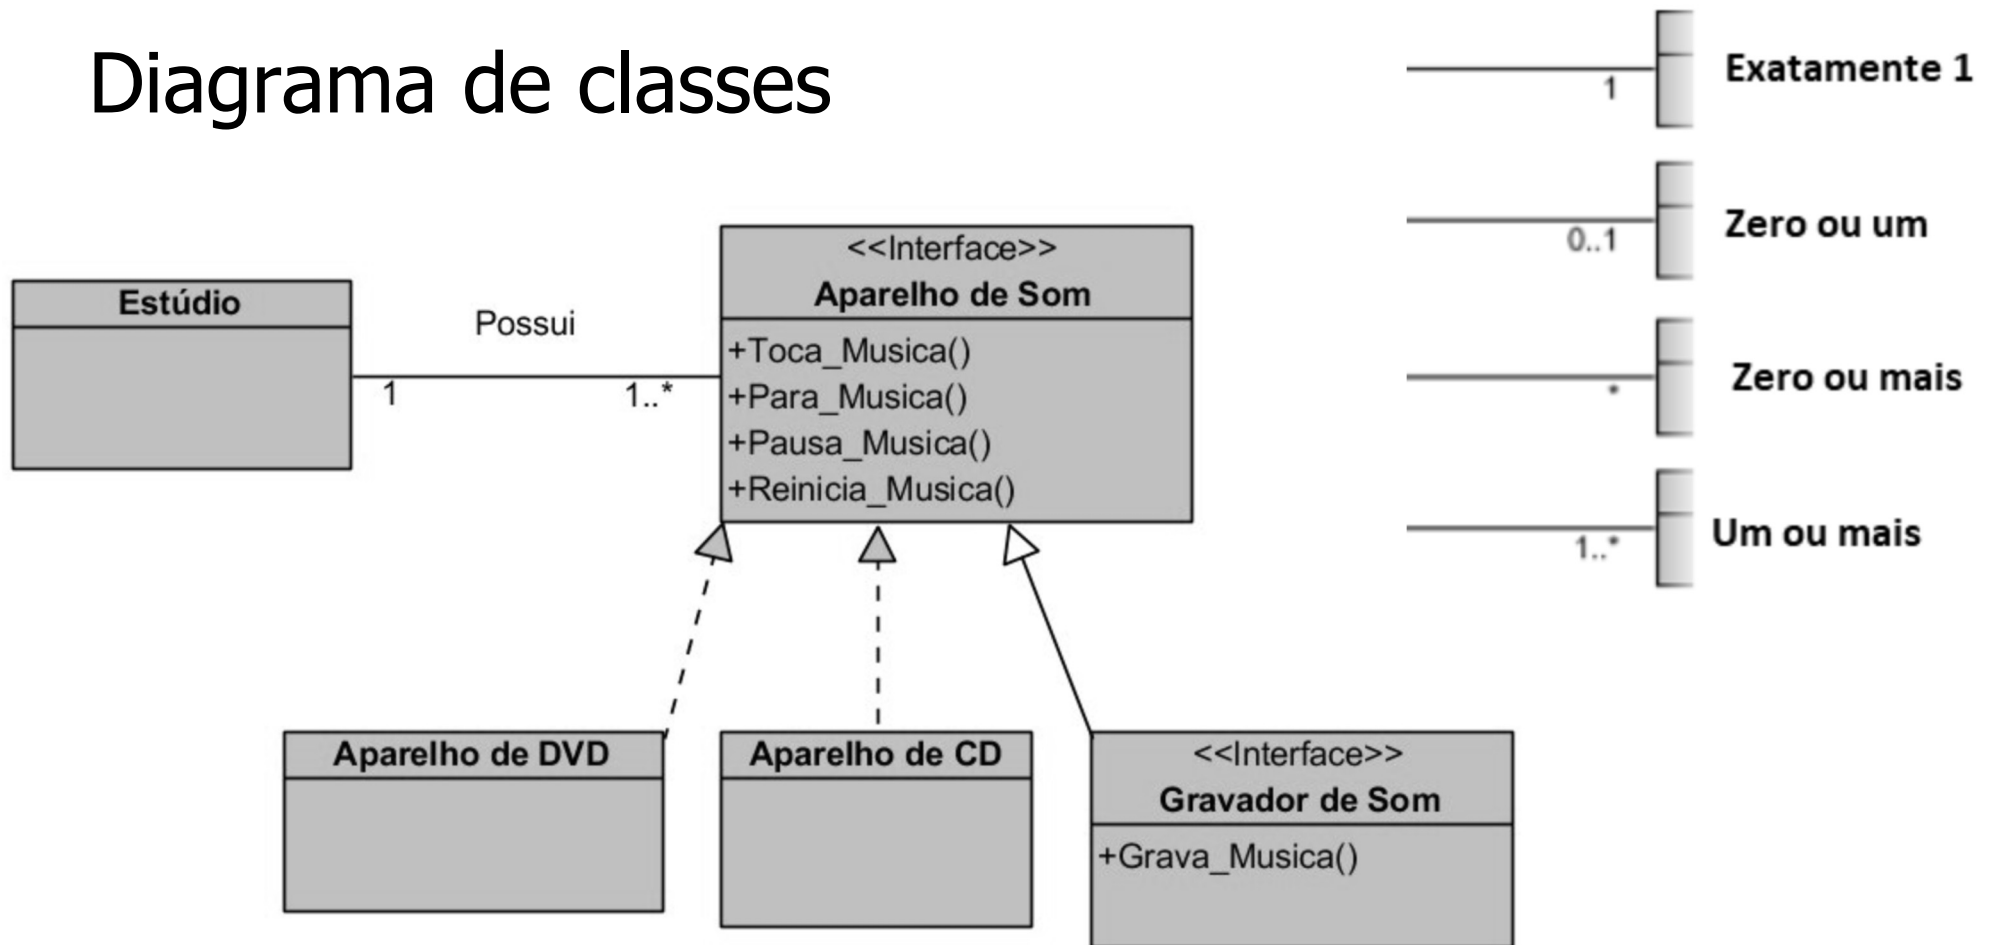 Diagrama de classes
Estúdio
Possui
1
1..*
<<Interface>>
Aparelho de Som
+Toca_Musica()
+Para_Musica()
+Pausa_Musica()
+Reinicia_Musica()
Aparelho de DVD
Aparelho de CD
<<Interface>>
Gravador de Som
+Grava_Musica()
1
Exatamente 1
0..1
Zero ou um
*
Zero ou mais
1..*
Um ou mais